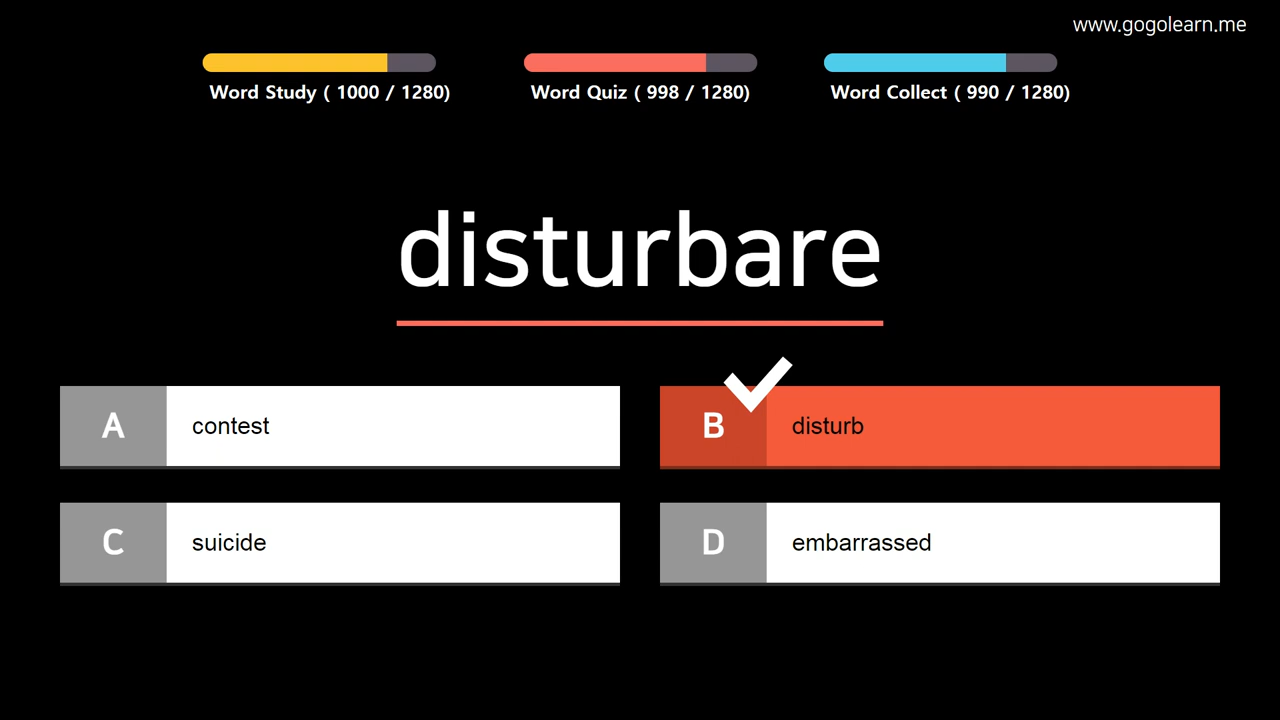 www.gogolearn.me
Word Study ( 1000 / 1280)
Word Quiz ( 998 / 1280)
Word Collect ( 990 / 1280)
disturbare
A contest
B disturb
C suicide
D embarrassed